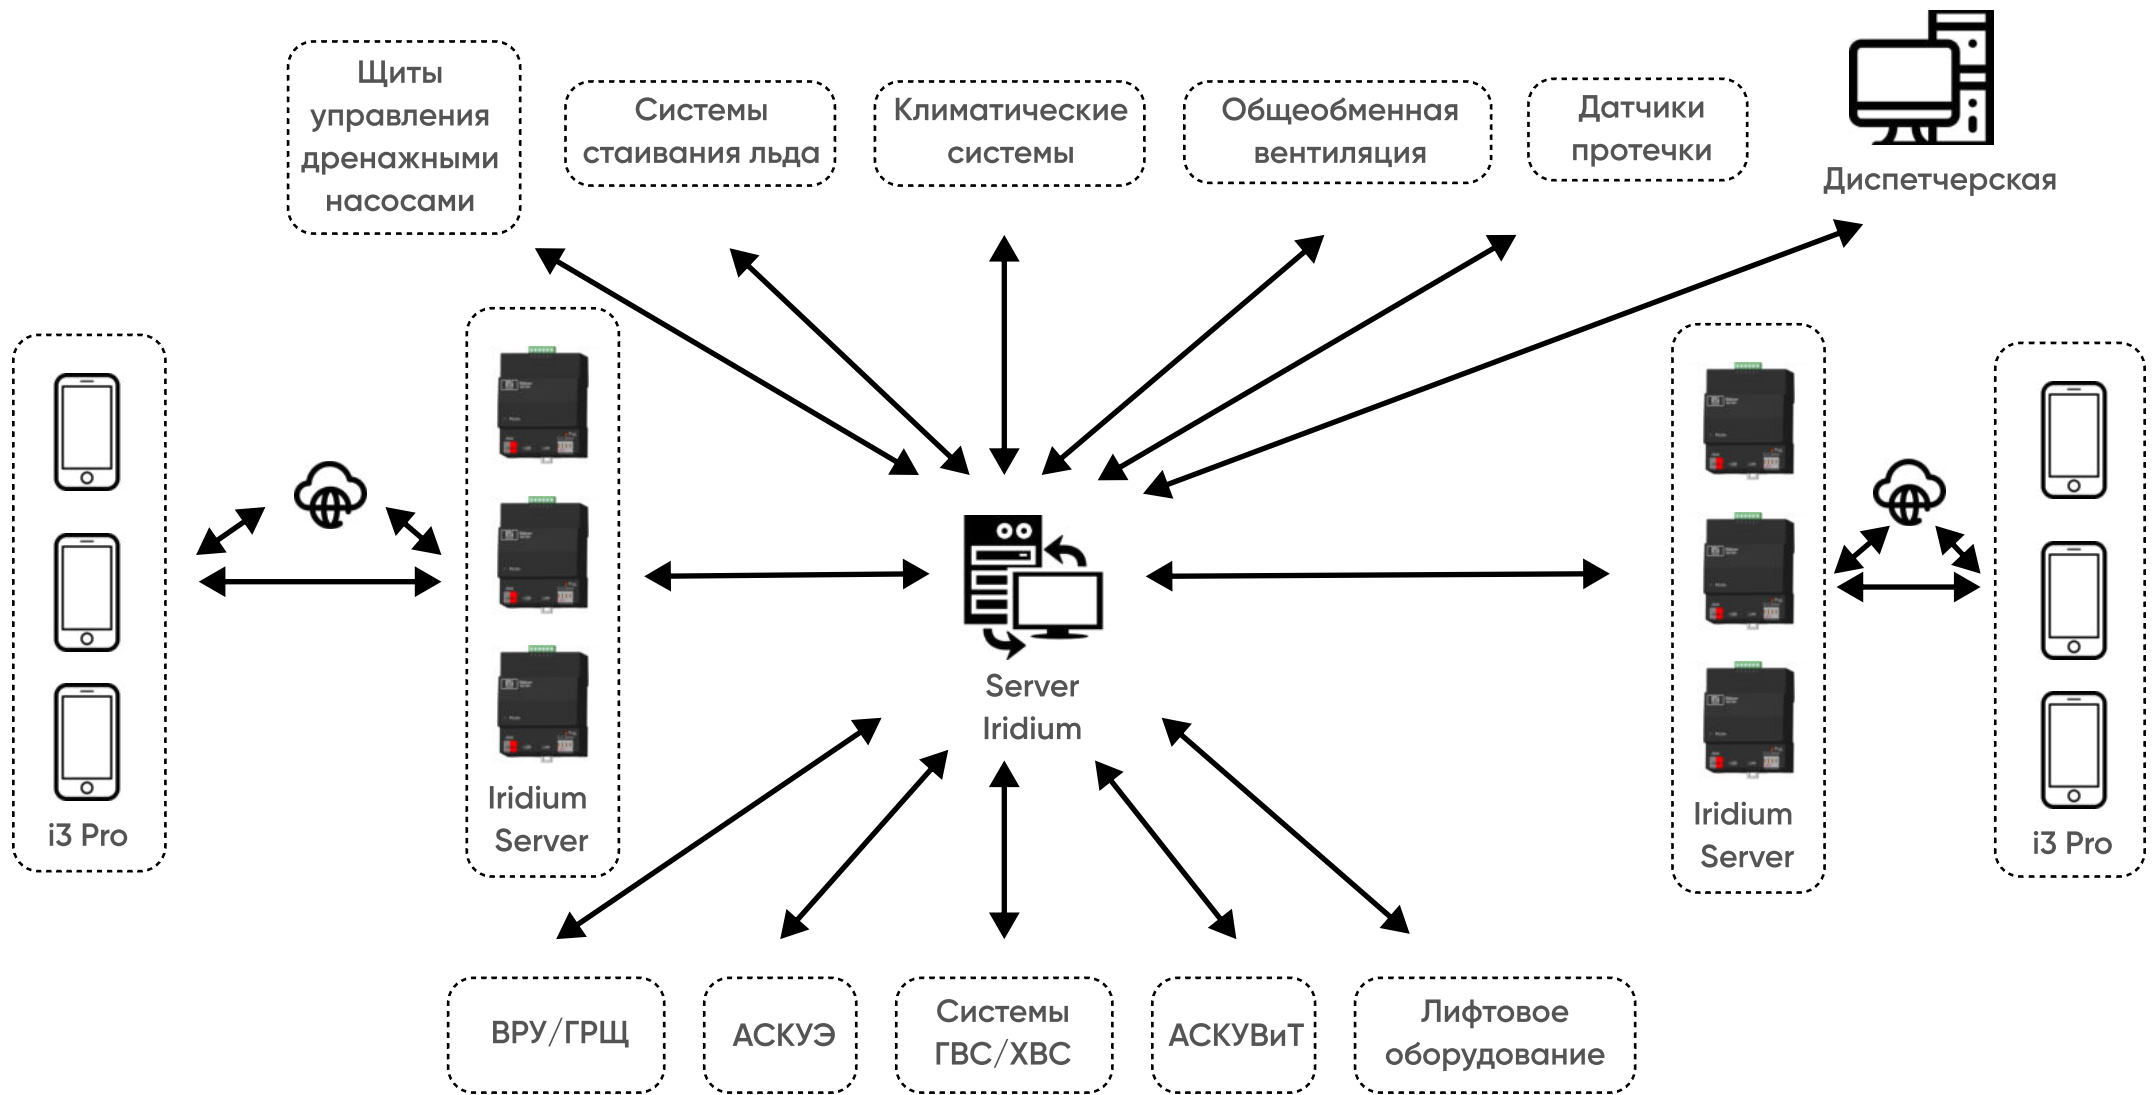 Щиты
управления
дренажными
насосами
Системы
стаивания льда
Климатические
системы
Общеобменная
вентиляция
Датчики
протечки
Диспетчерская
i3 Pro
Iridium
Server
Server
Iridium
Iridium
Server
i3 Pro
ВРУ/ГРЩ
АСКУЭ
Системы
ГВС/ХВС
АСКУВиТ
Лифтовое
оборудование